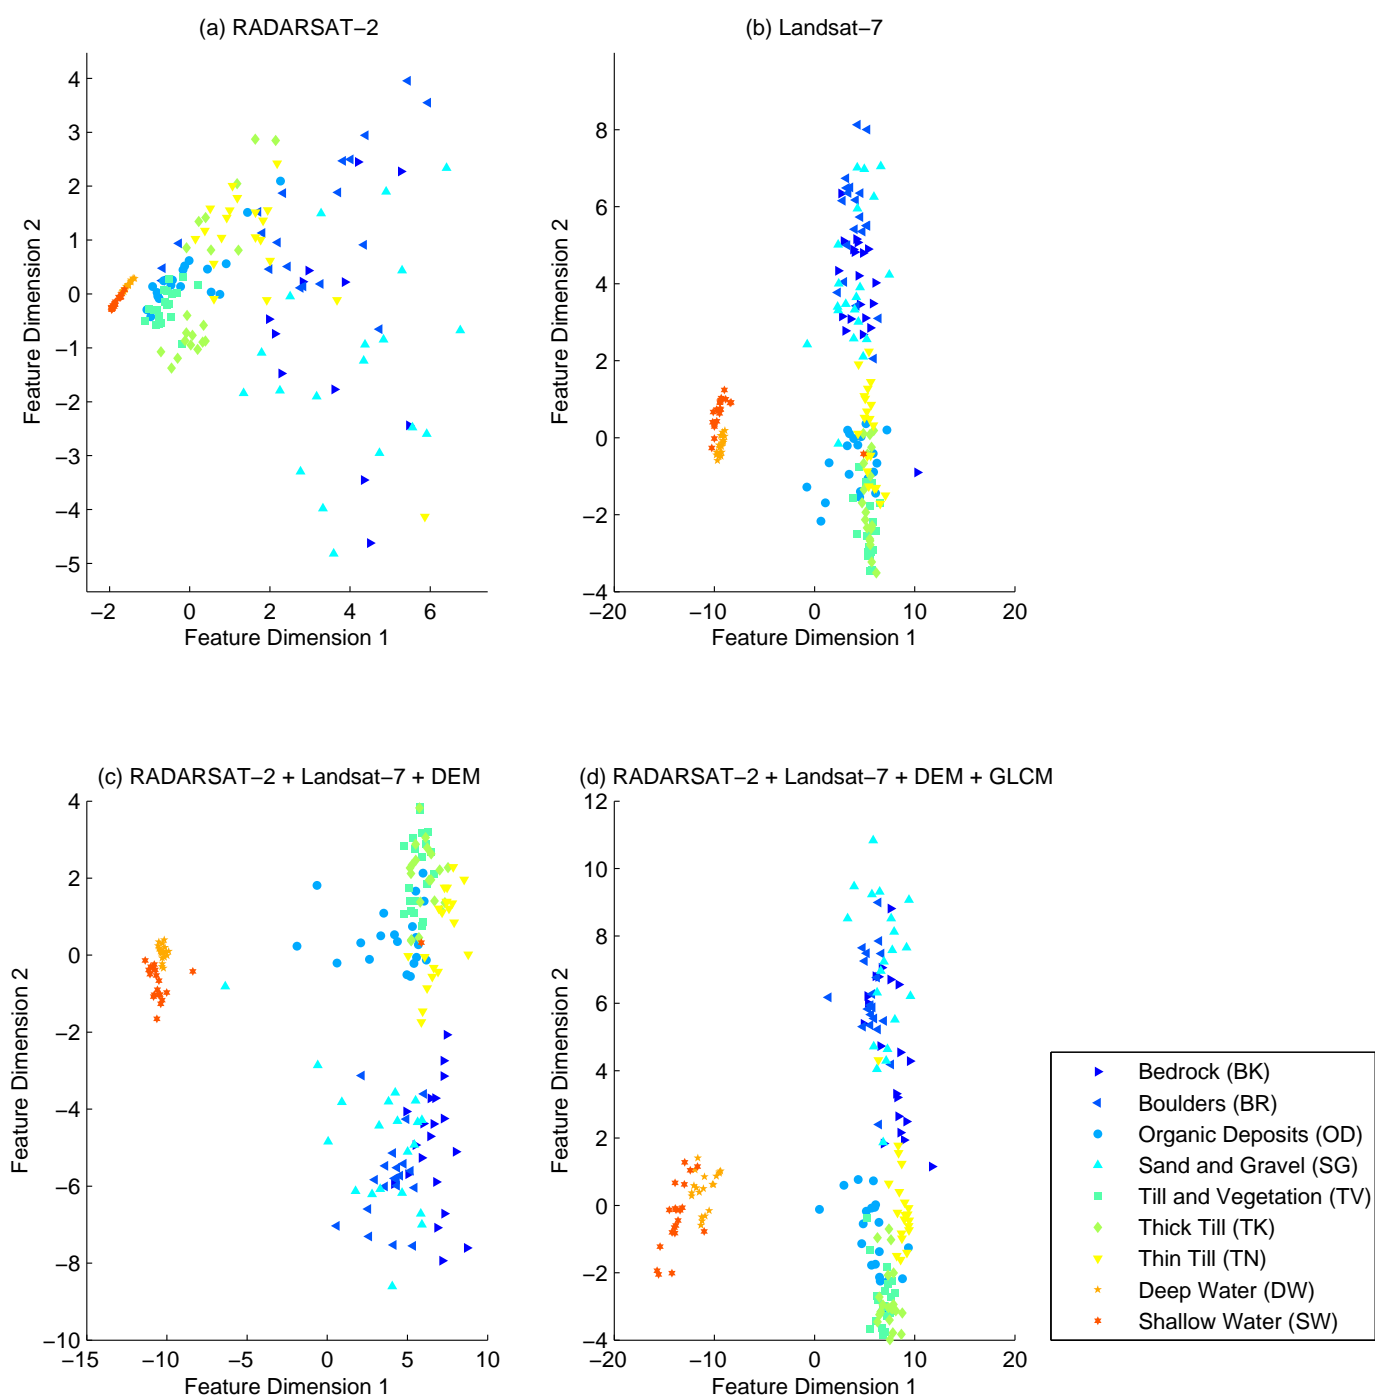 (a) RADARSAT−2
4
3
2
1
0
−1
−2
−3
−4
−5
−2 0 2 4 6
Feature Dimension 1
Feature Dimension 2
(b) Landsat−7
8
6
4
2
0
−2
−4
−20 −10 0 10 20
Feature Dimension 1
Feature Dimension 2
(c) RADARSAT−2 + Landsat−7 + DEM
4
2
0
−2
−4
−6
−8
−10
−15 −10 −5 0 5 10
Feature Dimension 1
Feature Dimension 2
(d) RADARSAT−2 + Landsat−7 + DEM + GLCM
12
10
8
6
4
2
0
−2
−4
−20 −10 0 10 20
Feature Dimension 1
Feature Dimension 2
Bedrock (BK)
Boulders (BR)
Organic Deposits (OD)
Sand and Gravel (SG)
Till and Vegetation (TV)
Thick Till (TK)
Thin Till (TN)
Deep Water (DW)
Shallow Water (SW)